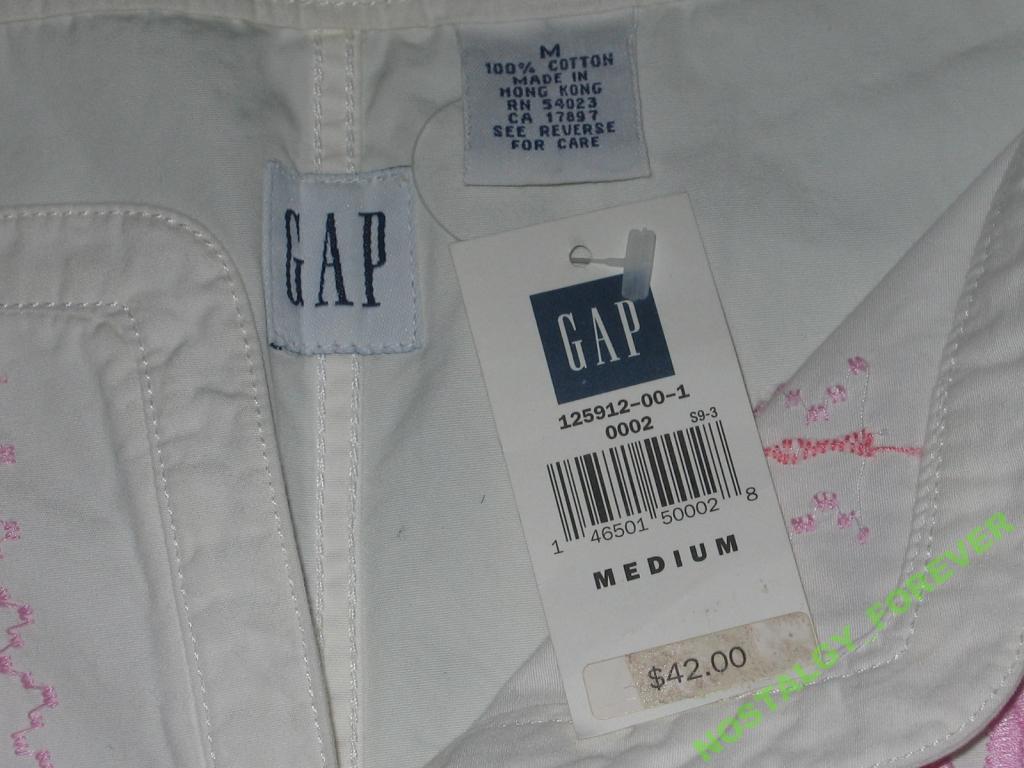 M
100% COTTON
MADE IN
HONG KONG
RN 54023
CA 17897
SEE REVERSE
FOR CARE
GAP
GAP
125912-00-1
0002 S9-3
1 46501 50002 8
MEDIUM
$42.00
NOSTALGY_FOREVER